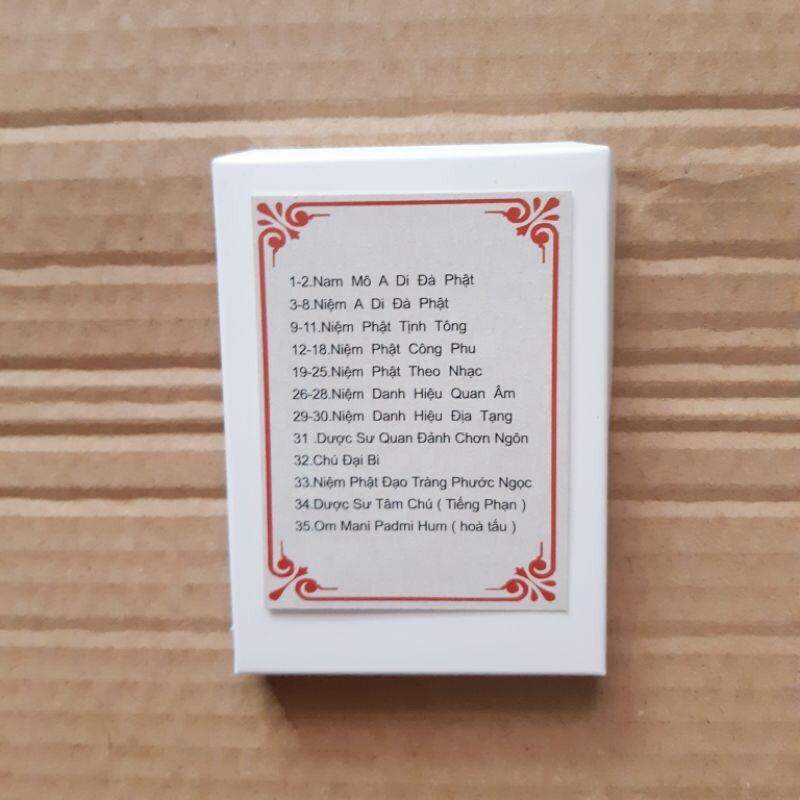 1-2.Nam Mô A Di Đà Phật
3-8.Niệm A Di Đà Phật
9-11.Niệm Phật Tịnh Tông
12-18.Niệm Phật Công Phu
19-25.Niệm Phật Theo Nhạc
26-28.Niệm Danh Hiệu Quan Âm
29-30.Niệm Danh Hiệu Địa Tạng
31 .Dược Sư Quan Đảnh Chơn Ngôn
32.Chú Đại Bi
33.Niệm Phật Đạo Tràng Phước Ngọc
34.Dược Sư Tâm Chú ( Tiếng Phạn )
35.Om Mani Padmi Hum ( hoà tấu )